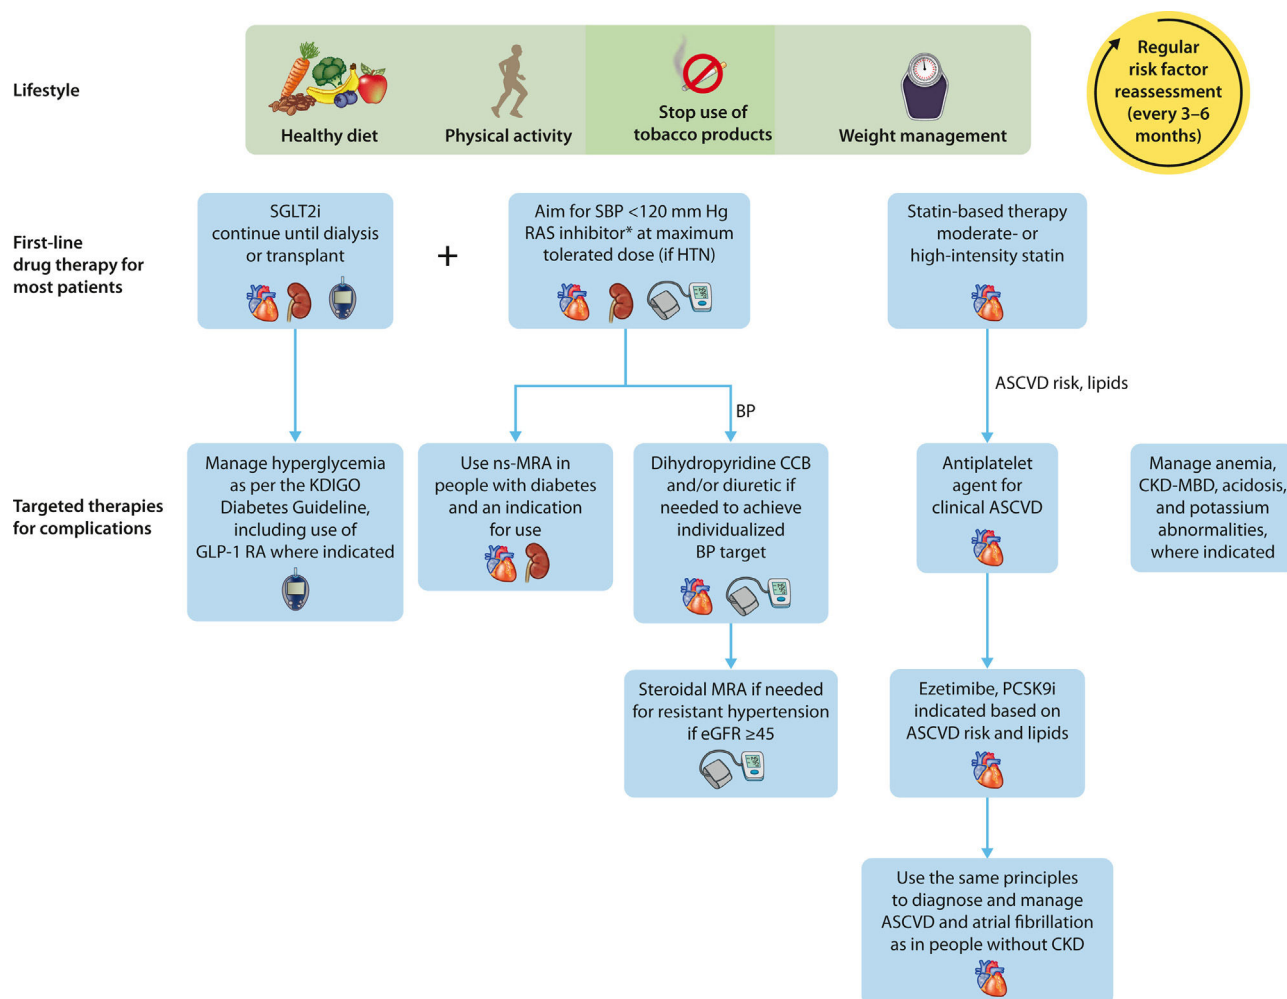 Lifestyle
Healthy diet
Physical activity
Stop use of
tobacco products
Weight management
Regular
risk factor
reassessment
(every 3–6
months)
First-line
drug therapy for
most patients
SGLT2i
continue until dialysis
or transplant
+
Aim for SBP <120 mm Hg
RAS inhibitor* at maximum
tolerated dose (if HTN)
Statin-based therapy
moderate- or
high-intensity statin
ASCVD risk, lipids
BP
Targeted therapies
for complications
Manage hyperglycemia
as per the KDIGO
Diabetes Guideline,
including use of
GLP-1 RA where indicated
Use ns-MRA in
people with diabetes
and an indication
for use
Dihydropyridine CCB
and/or diuretic if
needed to achieve
individualized
BP target
Antiplatelet
agent for
clinical ASCVD
Manage anemia,
CKD-MBD, acidosis,
and potassium
abnormalities,
where indicated
Steroidal MRA if needed
for resistant hypertension
if eGFR ≥45
Ezetimibe, PCSK9i
indicated based on
ASCVD risk and lipids
Use the same principles
to diagnose and manage
ASCVD and atrial fibrillation
as in people without CKD